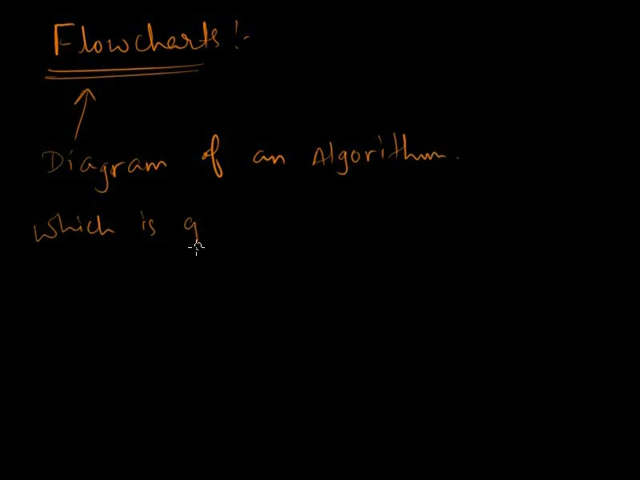 Flowcharts :-
Diagram of an Algorithm.
which is g